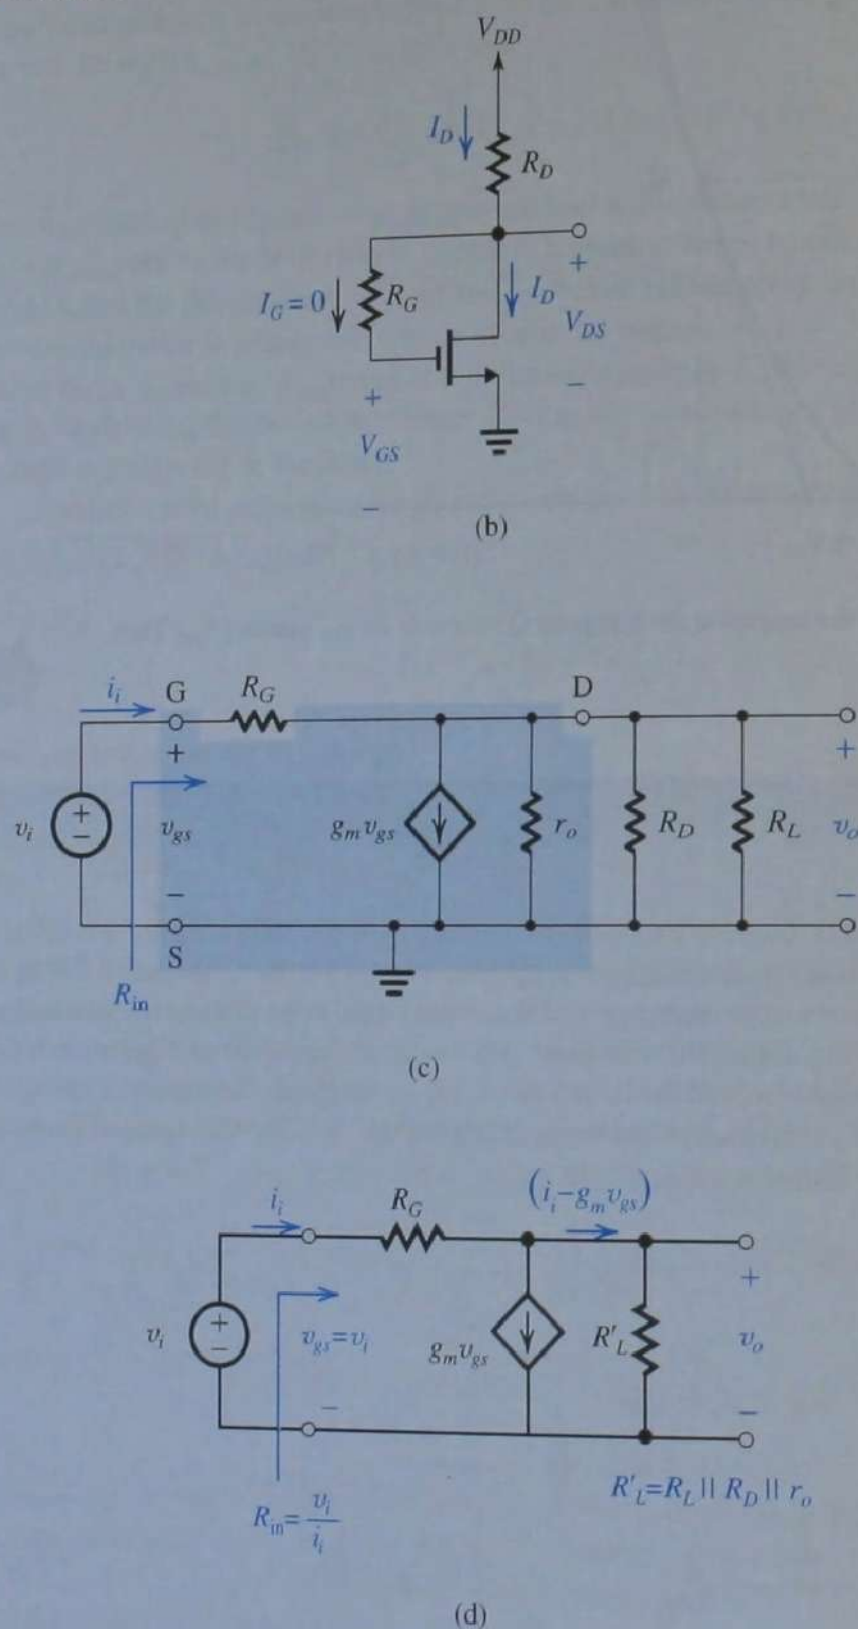 V_DD
I_D
R_D
I_G = 0
R_G
I_D
+
V_DS
−
+
V_GS
−
(b)
i_i
G
R_G
D
+
v_i
+
−
v_gs
g_m v_gs
r_o
R_D
R_L
+
v_o
−
−
S
R_in
(c)
i_i
R_G
(i_i − g_m v_gs)
v_i
+
−
v_gs = v_i
g_m v_gs
R'_L
+
v_o
−
−
R_in = v_i / i_i
R'_L = R_L || R_D || r_o
(d)